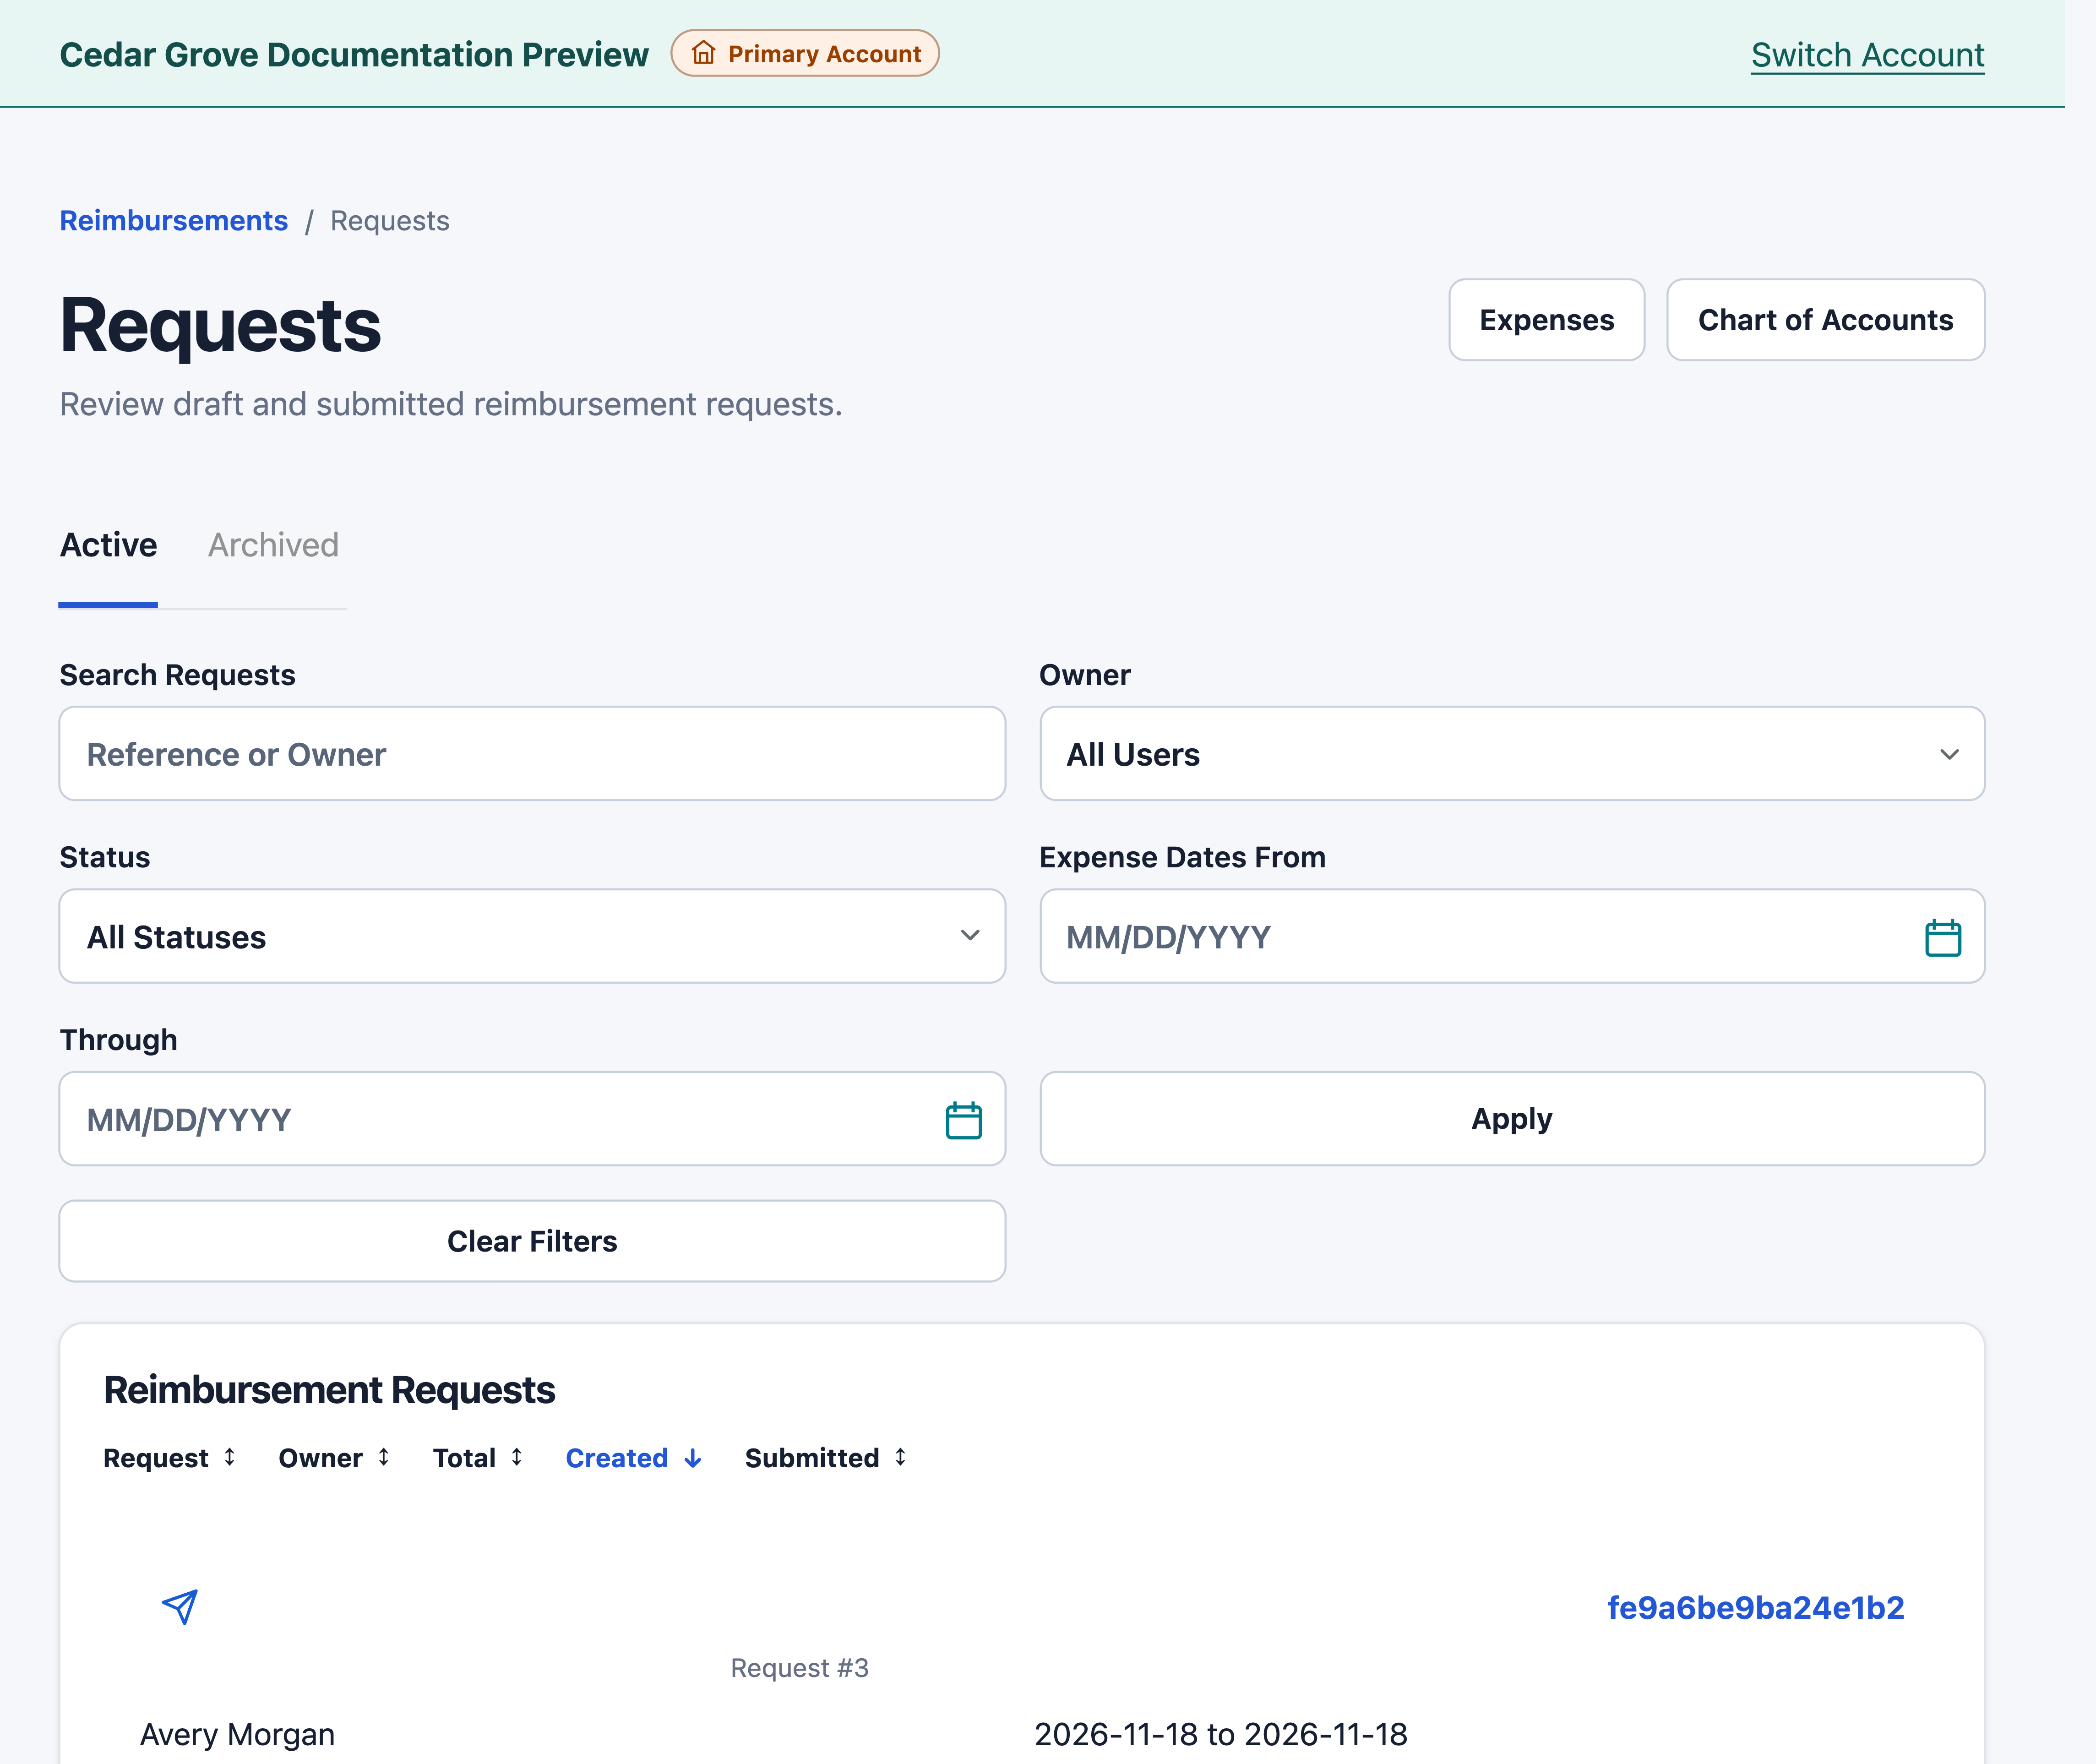 Cedar Grove Documentation Preview Primary Account Switch Account
Reimbursements / Requests
Requests
Expenses Chart of Accounts
Review draft and submitted reimbursement requests.
Active Archived
Search Requests Owner
Reference or Owner All Users
Status Expense Dates From
All Statuses MM/DD/YYYY
Through
MM/DD/YYYY Apply
Clear Filters
Reimbursement Requests
Request ↕ Owner ↕ Total ↕ Created ↓ Submitted ↕
fe9a6be9ba24e1b2
Request #3
Avery Morgan 2026-11-18 to 2026-11-18